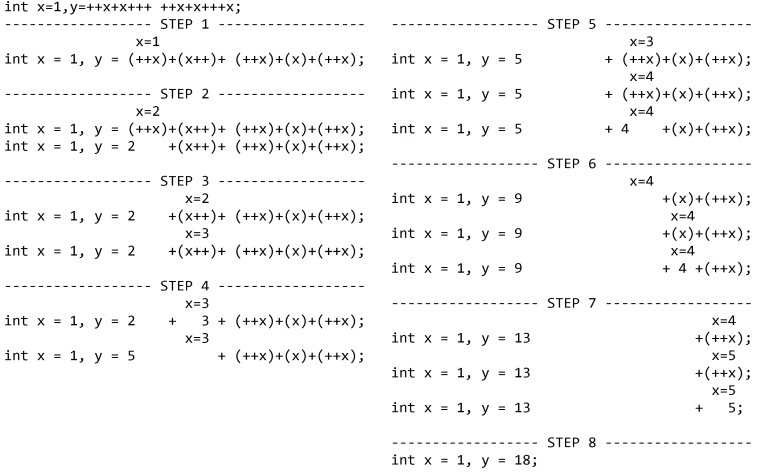 int x=1,y=++x+x+++ ++x+x+++x;
------------------ STEP 1 ------------------
x=1
int x = 1, y = (++x)+(x++)+ (++x)+(x)+(++x);
------------------ STEP 2 ------------------
x=2
int x = 1, y = (++x)+(x++)+ (++x)+(x)+(++x);
int x = 1, y = 2 +(x++)+ (++x)+(x)+(++x);
------------------ STEP 3 ------------------
x=2
int x = 1, y = 2 +(x++)+ (++x)+(x)+(++x);
x=3
int x = 1, y = 2 +(x++)+ (++x)+(x)+(++x);
------------------ STEP 4 ------------------
x=3
int x = 1, y = 2 + 3 + (++x)+(x)+(++x);
x=3
int x = 1, y = 5 + (++x)+(x)+(++x);
------------------ STEP 5 ------------------
x=3
int x = 1, y = 5 + (++x)+(x)+(++x);
x=4
int x = 1, y = 5 + (++x)+(x)+(++x);
x=4
int x = 1, y = 5 + 4 +(x)+(++x);
------------------ STEP 6 ------------------
x=4
int x = 1, y = 9 +(x)+(++x);
x=4
int x = 1, y = 9 +(x)+(++x);
x=4
int x = 1, y = 9 + 4 +(++x);
------------------ STEP 7 ------------------
x=4
int x = 1, y = 13 +(++x);
x=5
int x = 1, y = 13 +(++x);
x=5
int x = 1, y = 13 + 5;
------------------ STEP 8 ------------------
int x = 1, y = 18;